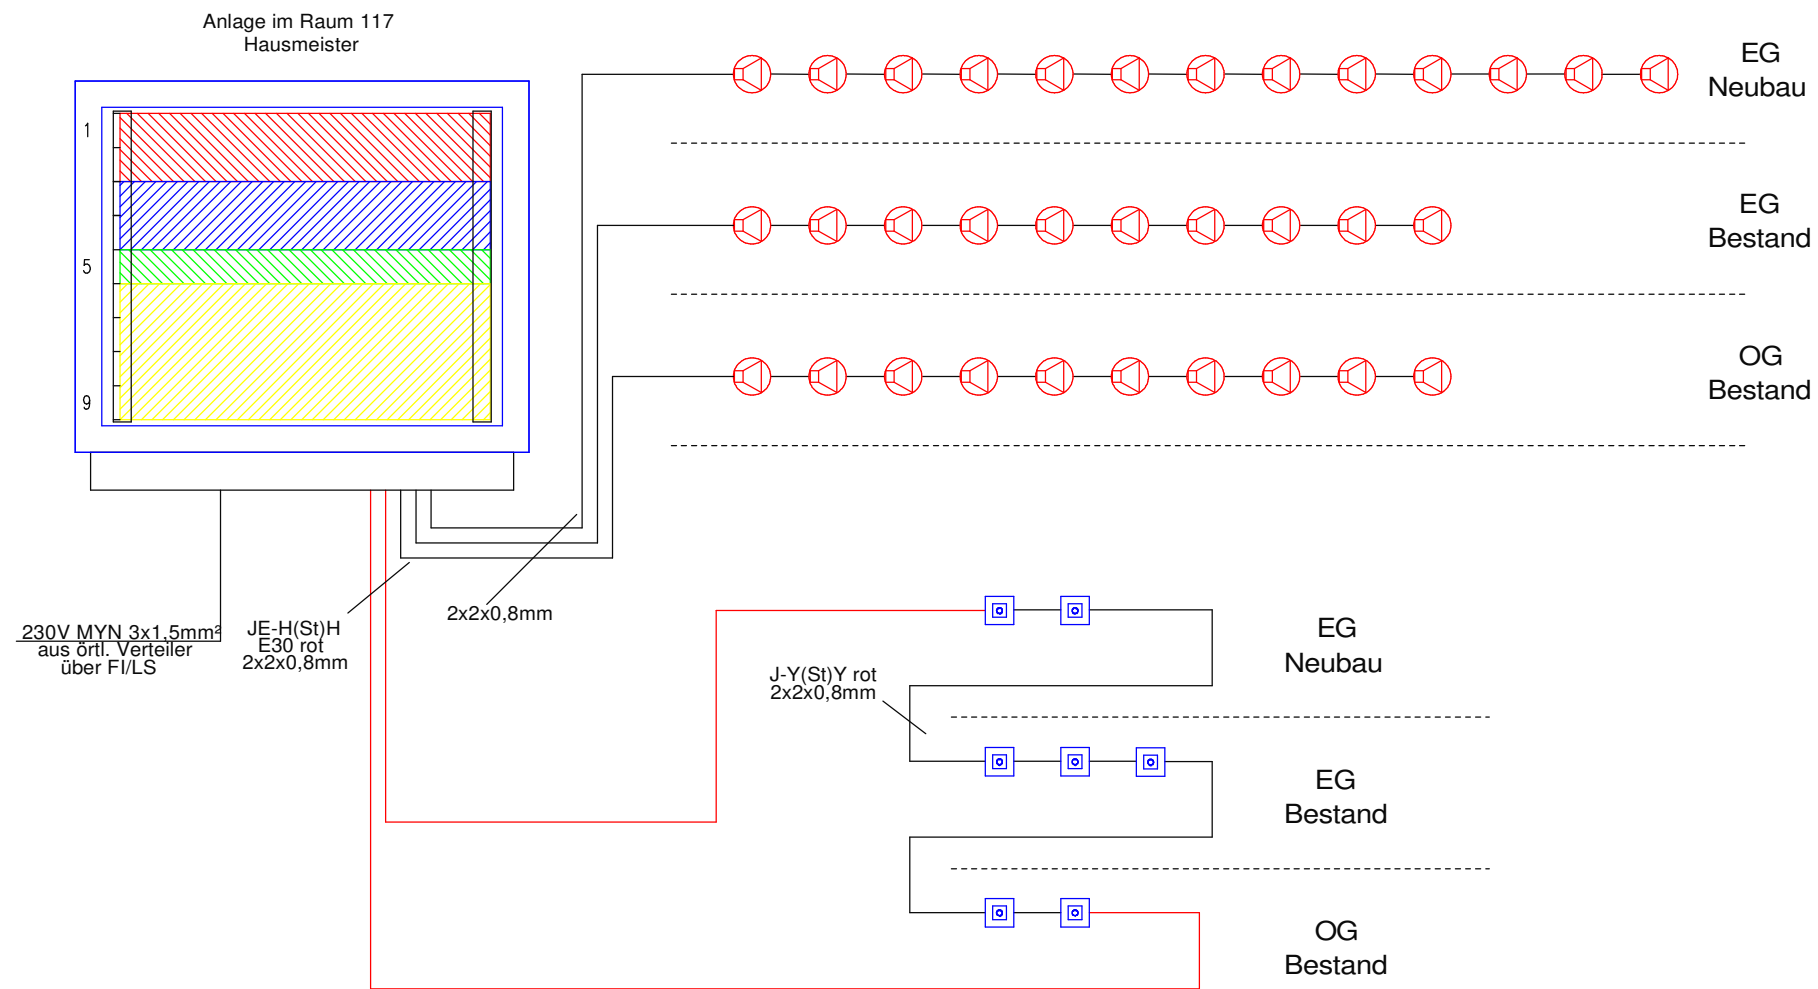 Anlage im Raum 117
Hausmeister
1
5
9
EG
Neubau
EG
Bestand
OG
Bestand
230V MYN 3x1,5mm²
aus örtl. Verteiler
über FI/LS
JE-H(St)H
E30 rot
2x2x0,8mm
2x2x0,8mm
J-Y(St)Y rot
2x2x0,8mm
EG
Neubau
EG
Bestand
OG
Bestand